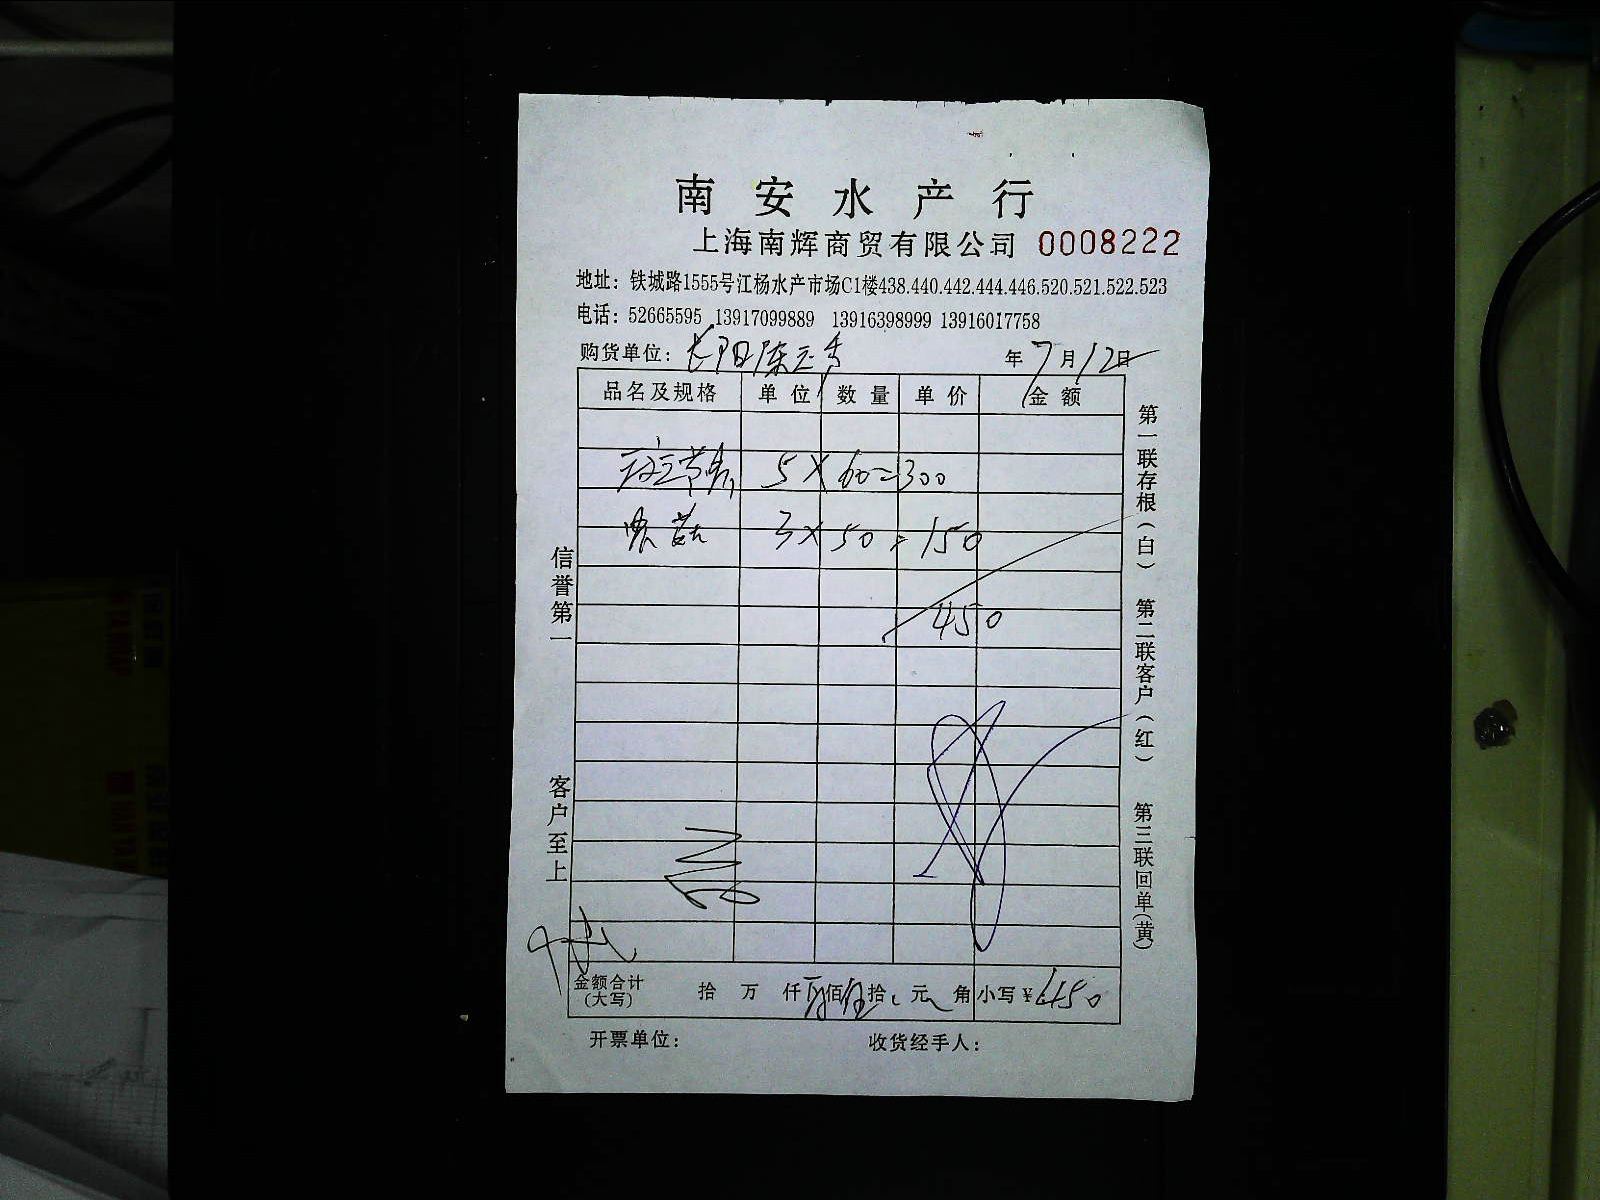 南安水产行
上海南辉商贸有限公司 0008222
地址：铁城路1555号江杨水产市场C1楼438.440.442.444.446.520.521.522.523
电话：52665595 13917099889 13916398999 13916017758
购货单位： 年7月12日
品名及规格 单位 数量 单价 金额
5×60=300
3×50=150
450
信誉第一
客户至上
第一联存根（白） 第二联客户（红） 第三联回单（黄）
金额合计（大写） 拾 万 仟 肆佰伍拾 元 角 小写￥450
开票单位： 收货经手人：